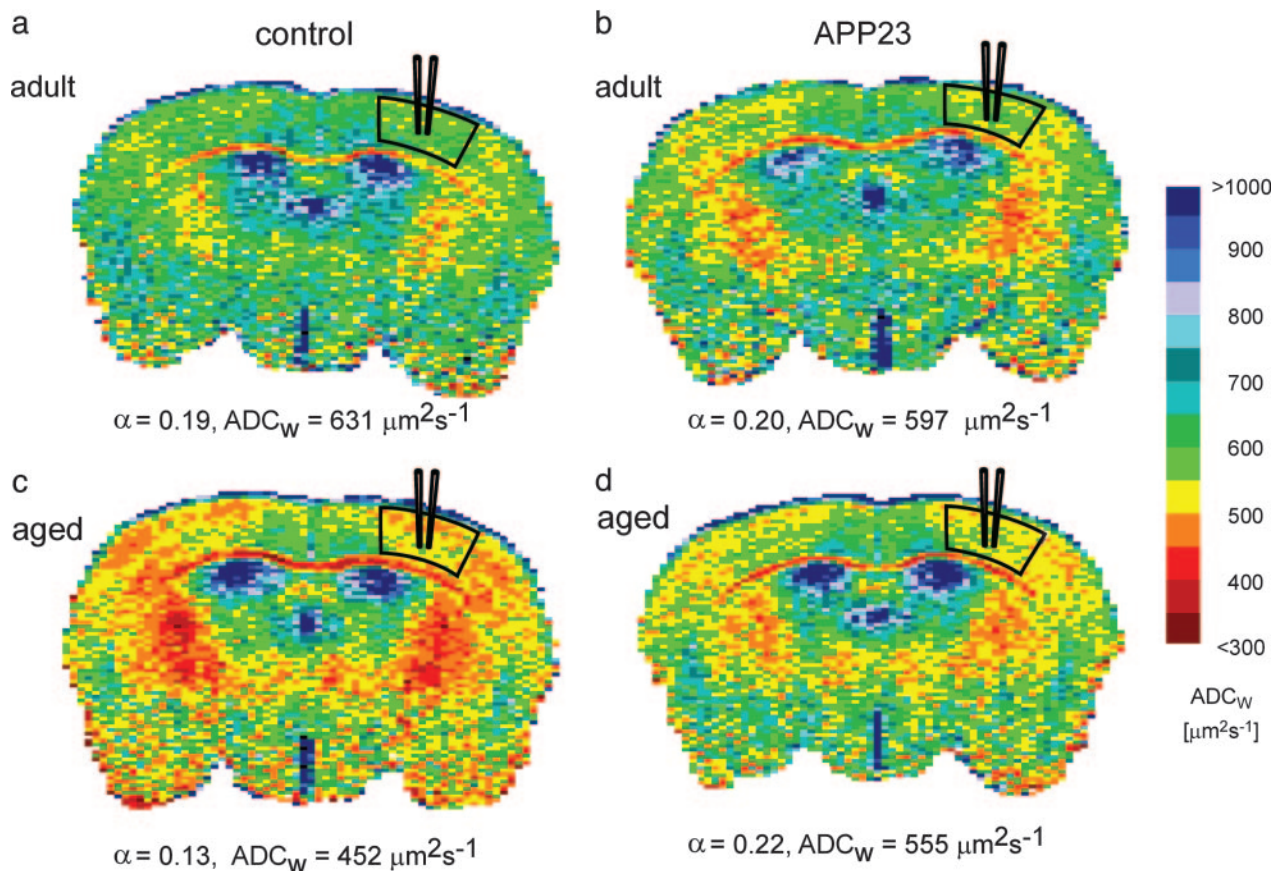 a
control
adult
b
APP23
adult
α = 0.19, ADCw = 631 μm²s⁻¹
α = 0.20, ADCw = 597 μm²s⁻¹
c
aged
d
aged
α = 0.13, ADCw = 452 μm²s⁻¹
α = 0.22, ADCw = 555 μm²s⁻¹
>1000
900
800
700
600
500
400
<300
ADCw
[μm²s⁻¹]